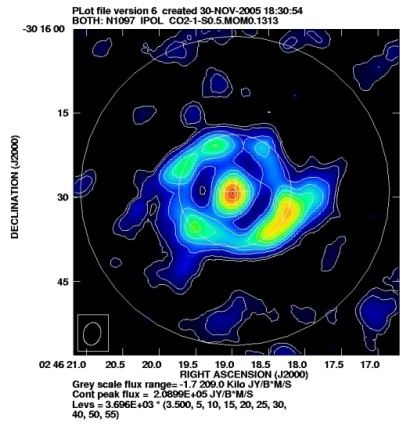 PLot file version 6  created 30-NOV-2005 18:30:54
BOTH: N1097  IPOL  CO2-1-S0.5.MOM0.1313
-30 16 00
15
30
45
DECLINATION (J2000)
02 46 21 20.5 20.0 19.5 19.0 18.5 18.0 17.5 17.0
RIGHT ASCENSION (J2000)
Grey scale flux range= -1.7 209.0 Kilo JY/B*M/S
Cont peak flux =  2.0899E+05 JY/B*M/S
Levs = 3.696E+03 * (3.500, 5, 10, 15, 20, 25, 30,
40, 50, 55)